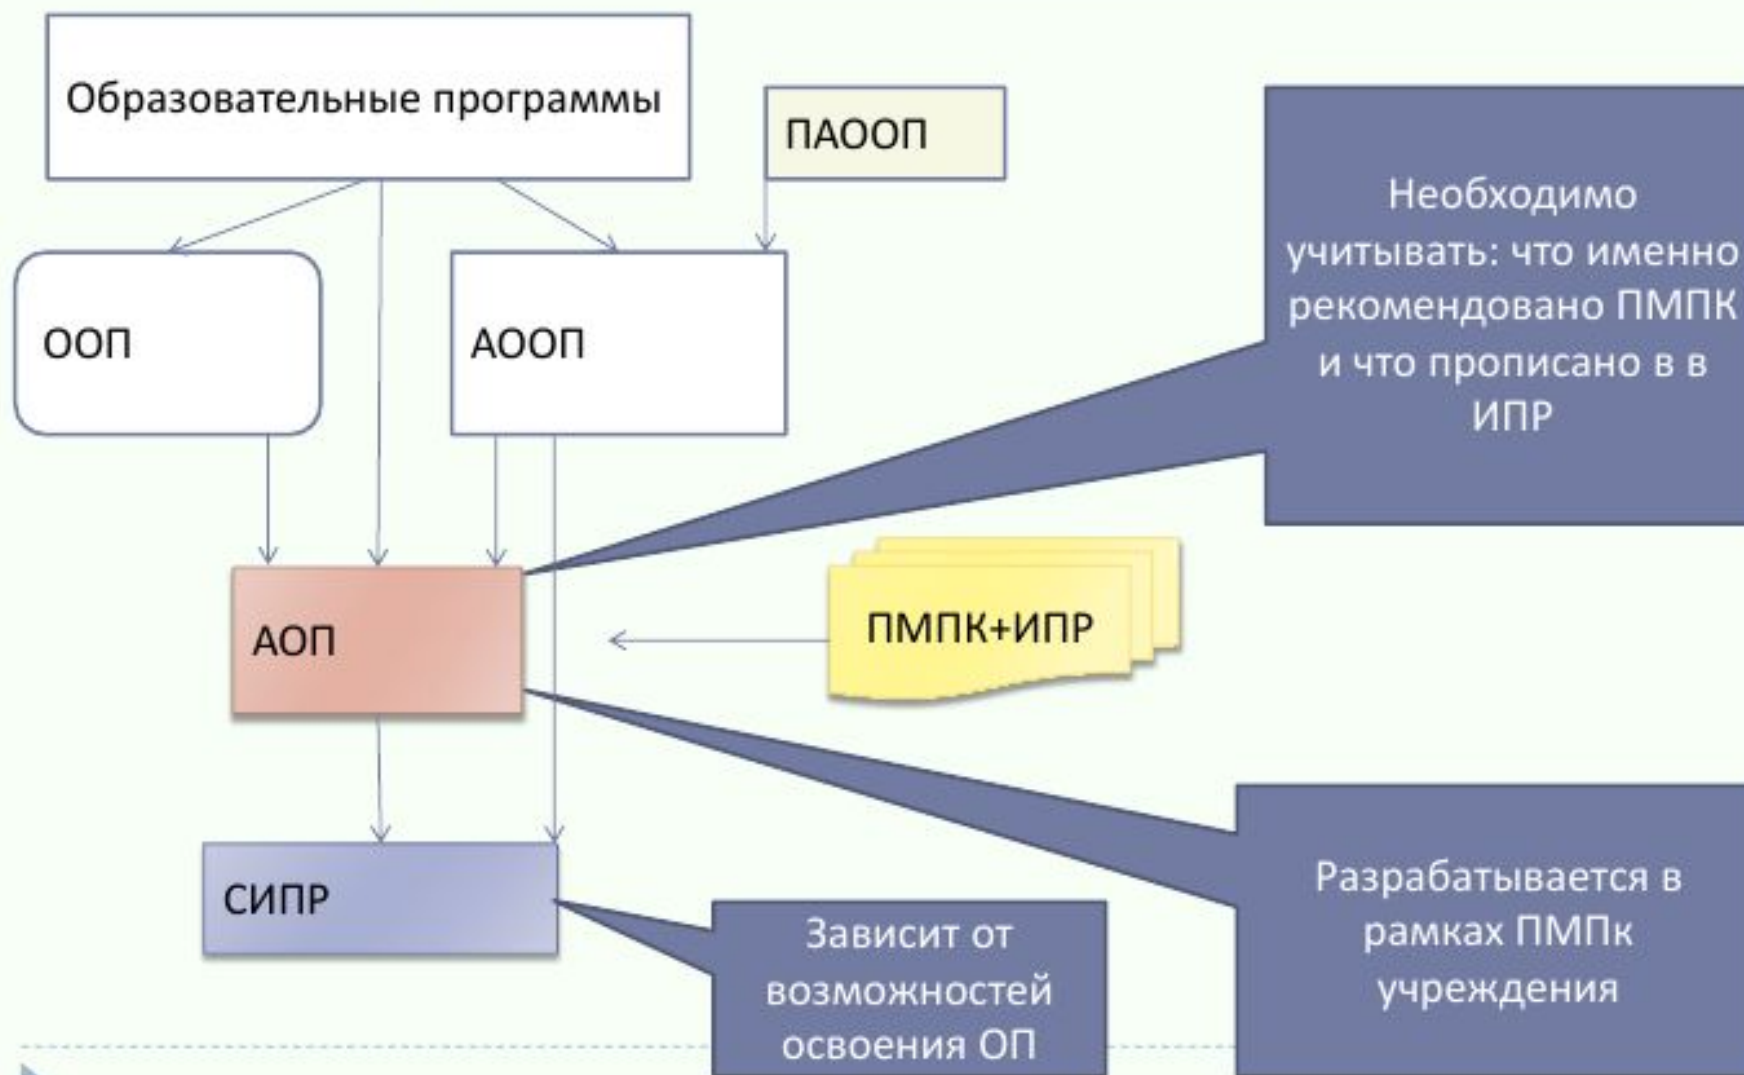 Образовательные программы
ПАООП
Необходимо
учитывать: что именно
рекомендовано ПМПК
и что прописано в в
ИПР
ООП
АООП
АОП
ПМПК+ИПР
СИПР
Зависит от
возможностей
освоения ОП
Разрабатывается в
рамках ПМПк
учреждения